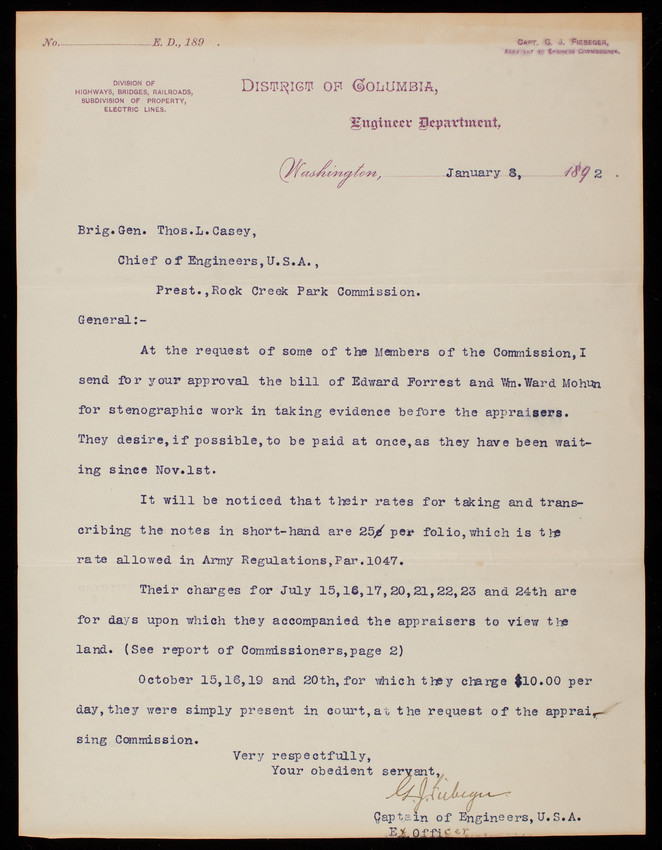 No. E. D., 189 .
CAPT. G. J. FIEBEGER,
ASSISTANT TO ENGINEER COMMISSIONER.
DIVISION OF
HIGHWAYS, BRIDGES, RAILROADS,
SUBDIVISION OF PROPERTY,
ELECTRIC LINES.
DISTRICT OF COLUMBIA,
Engineer Department,
Washington, January 8, 1892 .
Brig.Gen. Thos.L.Casey,
Chief of Engineers,U.S.A.,
Prest.,Rock Creek Park Commission.
General:-
At the request of some of the Members of the Commission,I
send for your approval the bill of Edward Forrest and Wm.Ward Mohun
for stenographic work in taking evidence before the appraisers.
They desire,if possible,to be paid at once,as they have been wait-
ing since Nov.1st.
It will be noticed that their rates for taking and trans-
cribing the notes in short-hand are 25¢ per folio,which is the
rate allowed in Army Regulations,Par.1047.
Their charges for July 15,16,17,20,21,22,23 and 24th are
for days upon which they accompanied the appraisers to view the
land. (See report of Commissioners,page 2)
October 15,16,19 and 20th,for which they charge $10.00 per
day,they were simply present in court,at the request of the apprai-
sing Commission.
Very respectfully,
Your obedient servant,
G.J.Fiebeger
Captain of Engineers,U.S.A.
Ex Officer